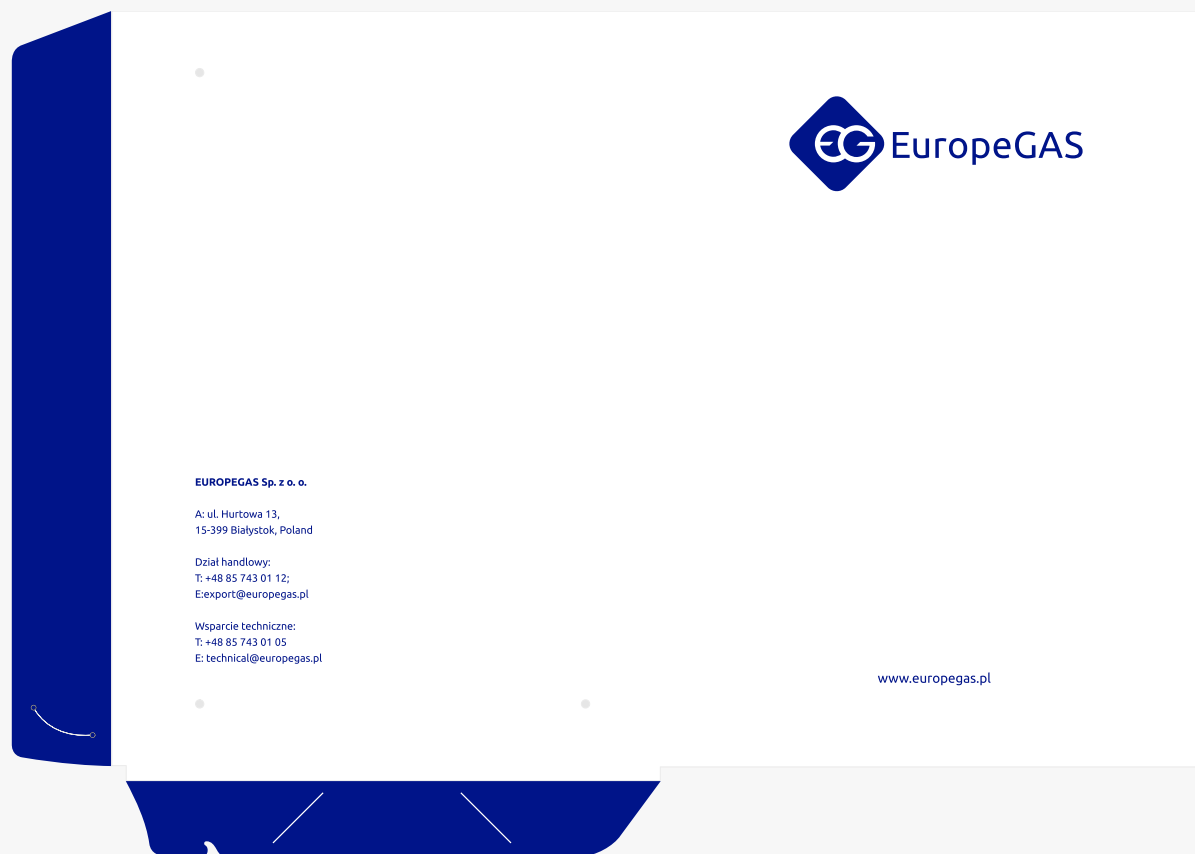 EG EuropeGAS
EUROPEGAS Sp. z o. o.
A: ul. Hurtowa 13,
15-399 Białystok, Poland
Dział handlowy:
T: +48 85 743 01 12;
E:export@europegas.pl
Wsparcie techniczne:
T: +48 85 743 01 05
E: technical@europegas.pl
www.europegas.pl